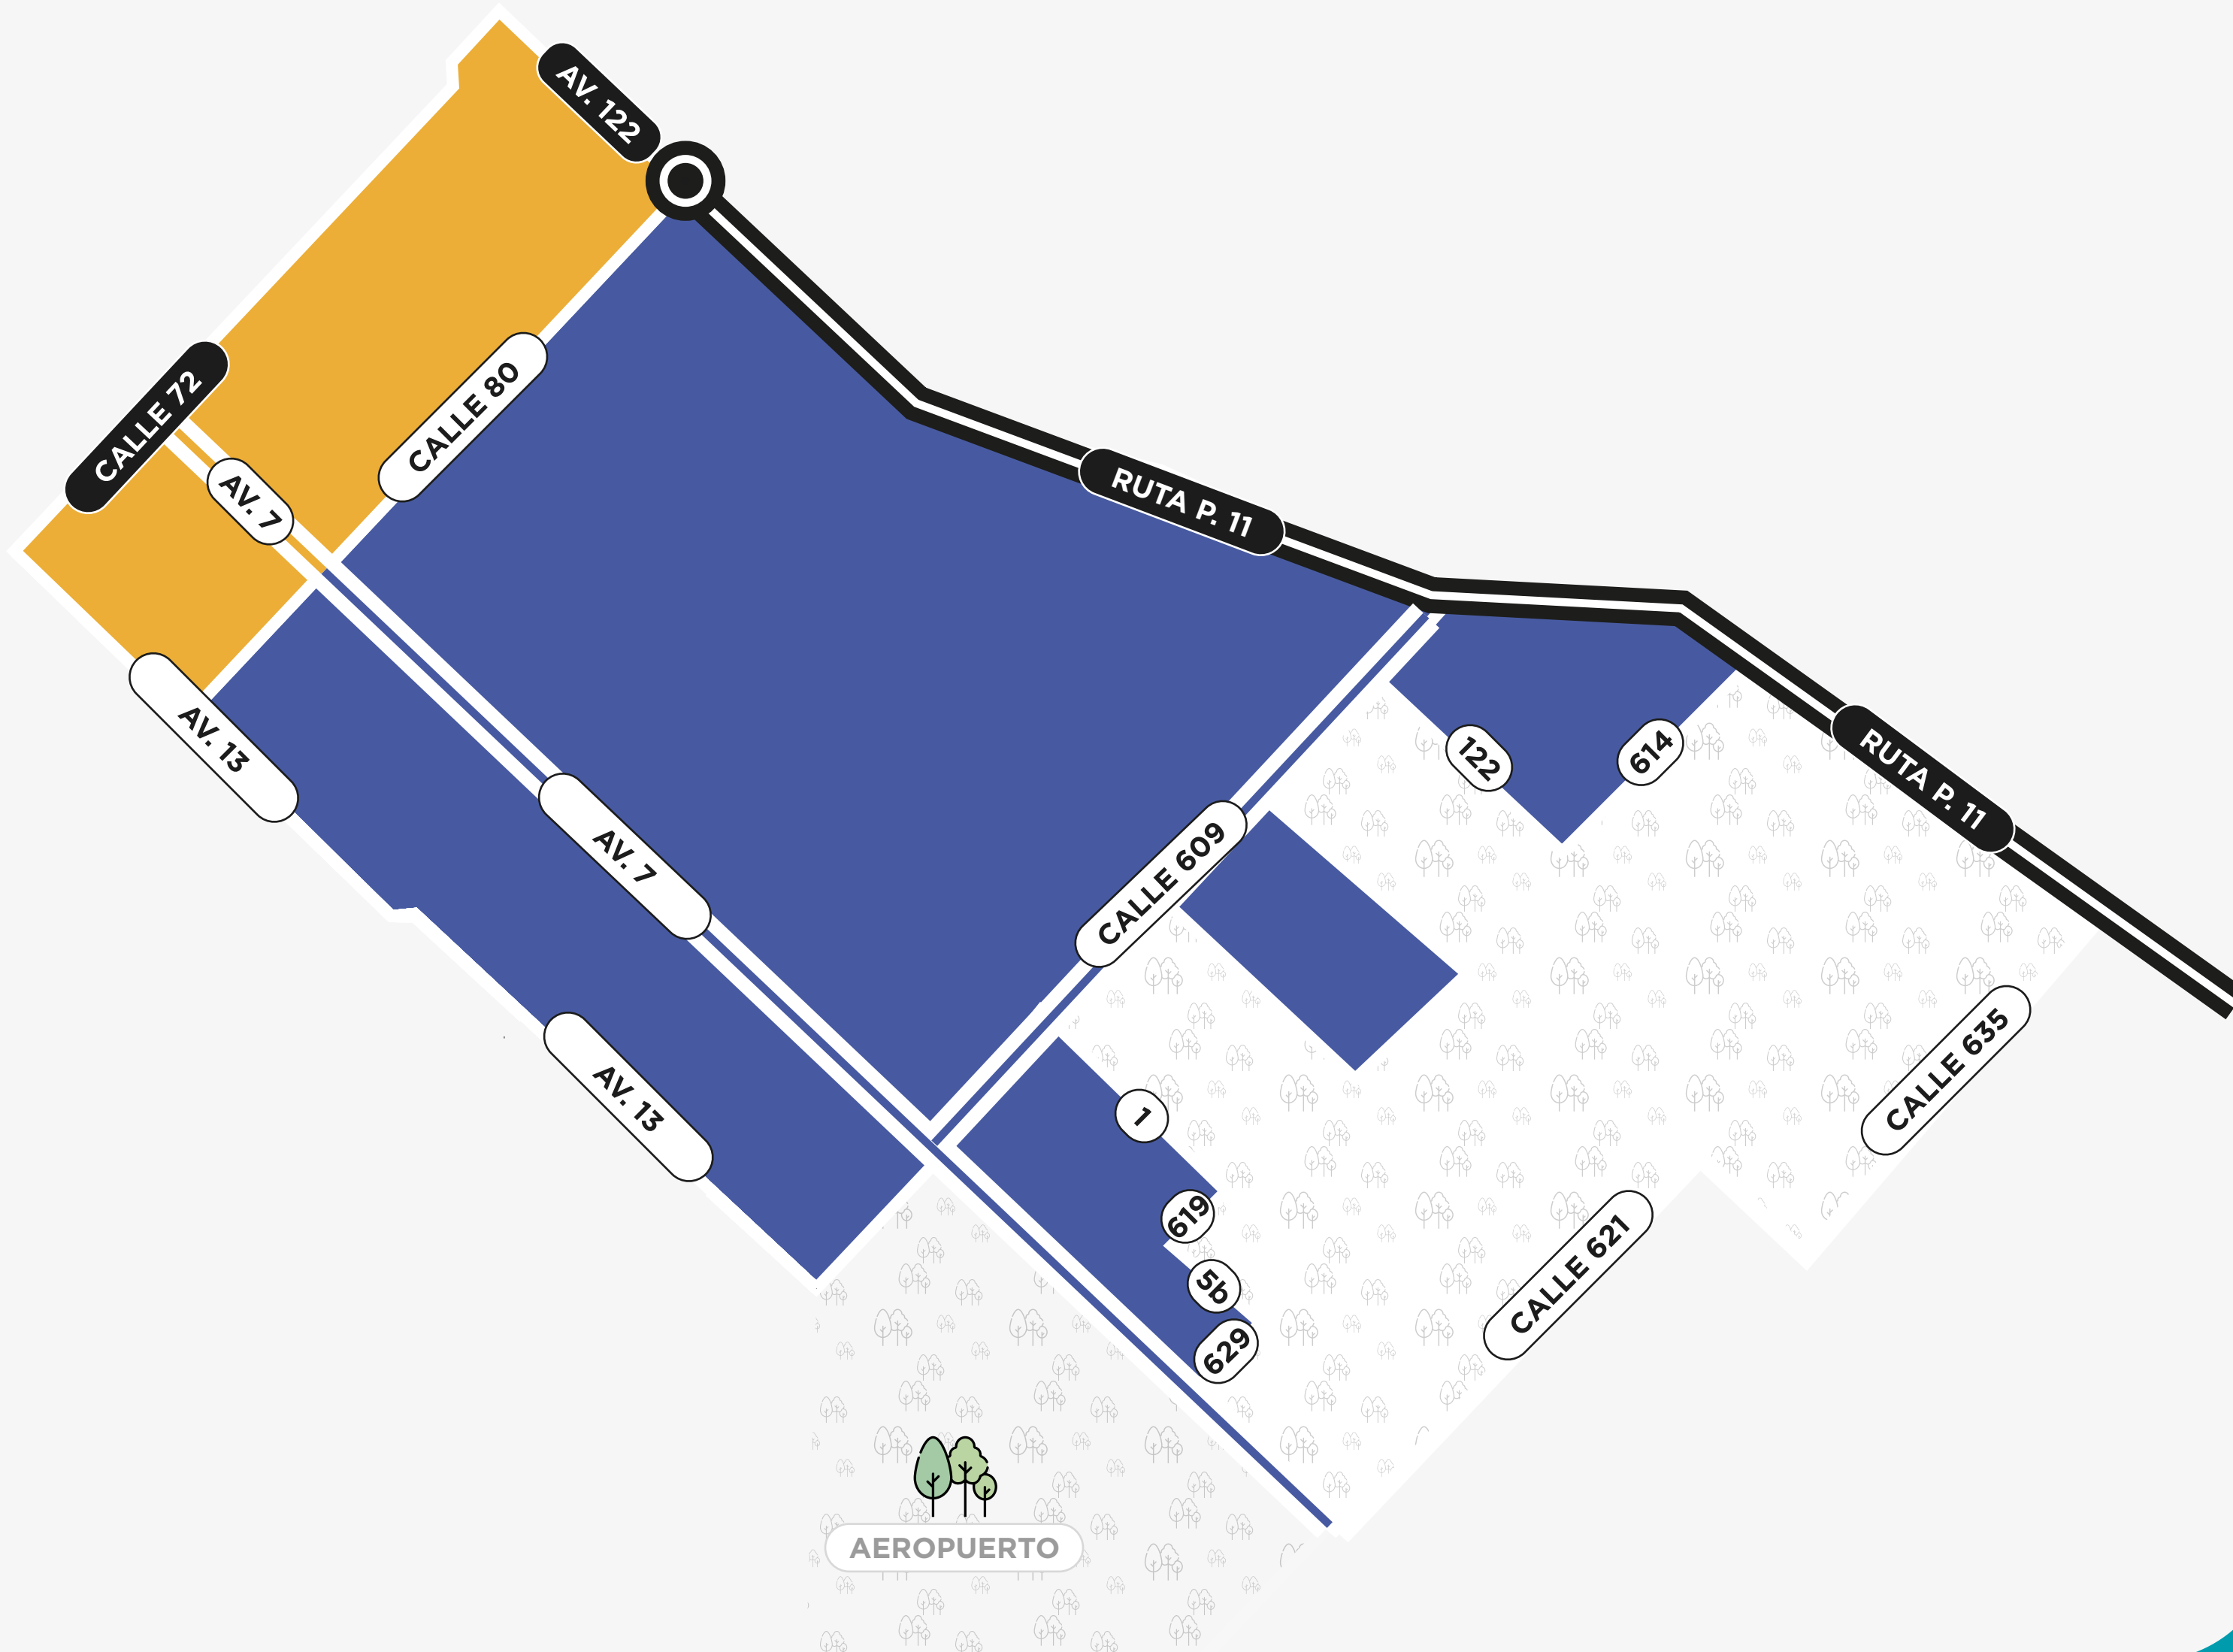 AV. 122
CALLE 72
CALLE 80
AV. 7
RUTA P. 11
AV. 13
122
614
RUTA P. 11
AV. 7
CALLE 609
AV. 13
1
CALLE 635
619
5b
CALLE 621
629
AEROPUERTO